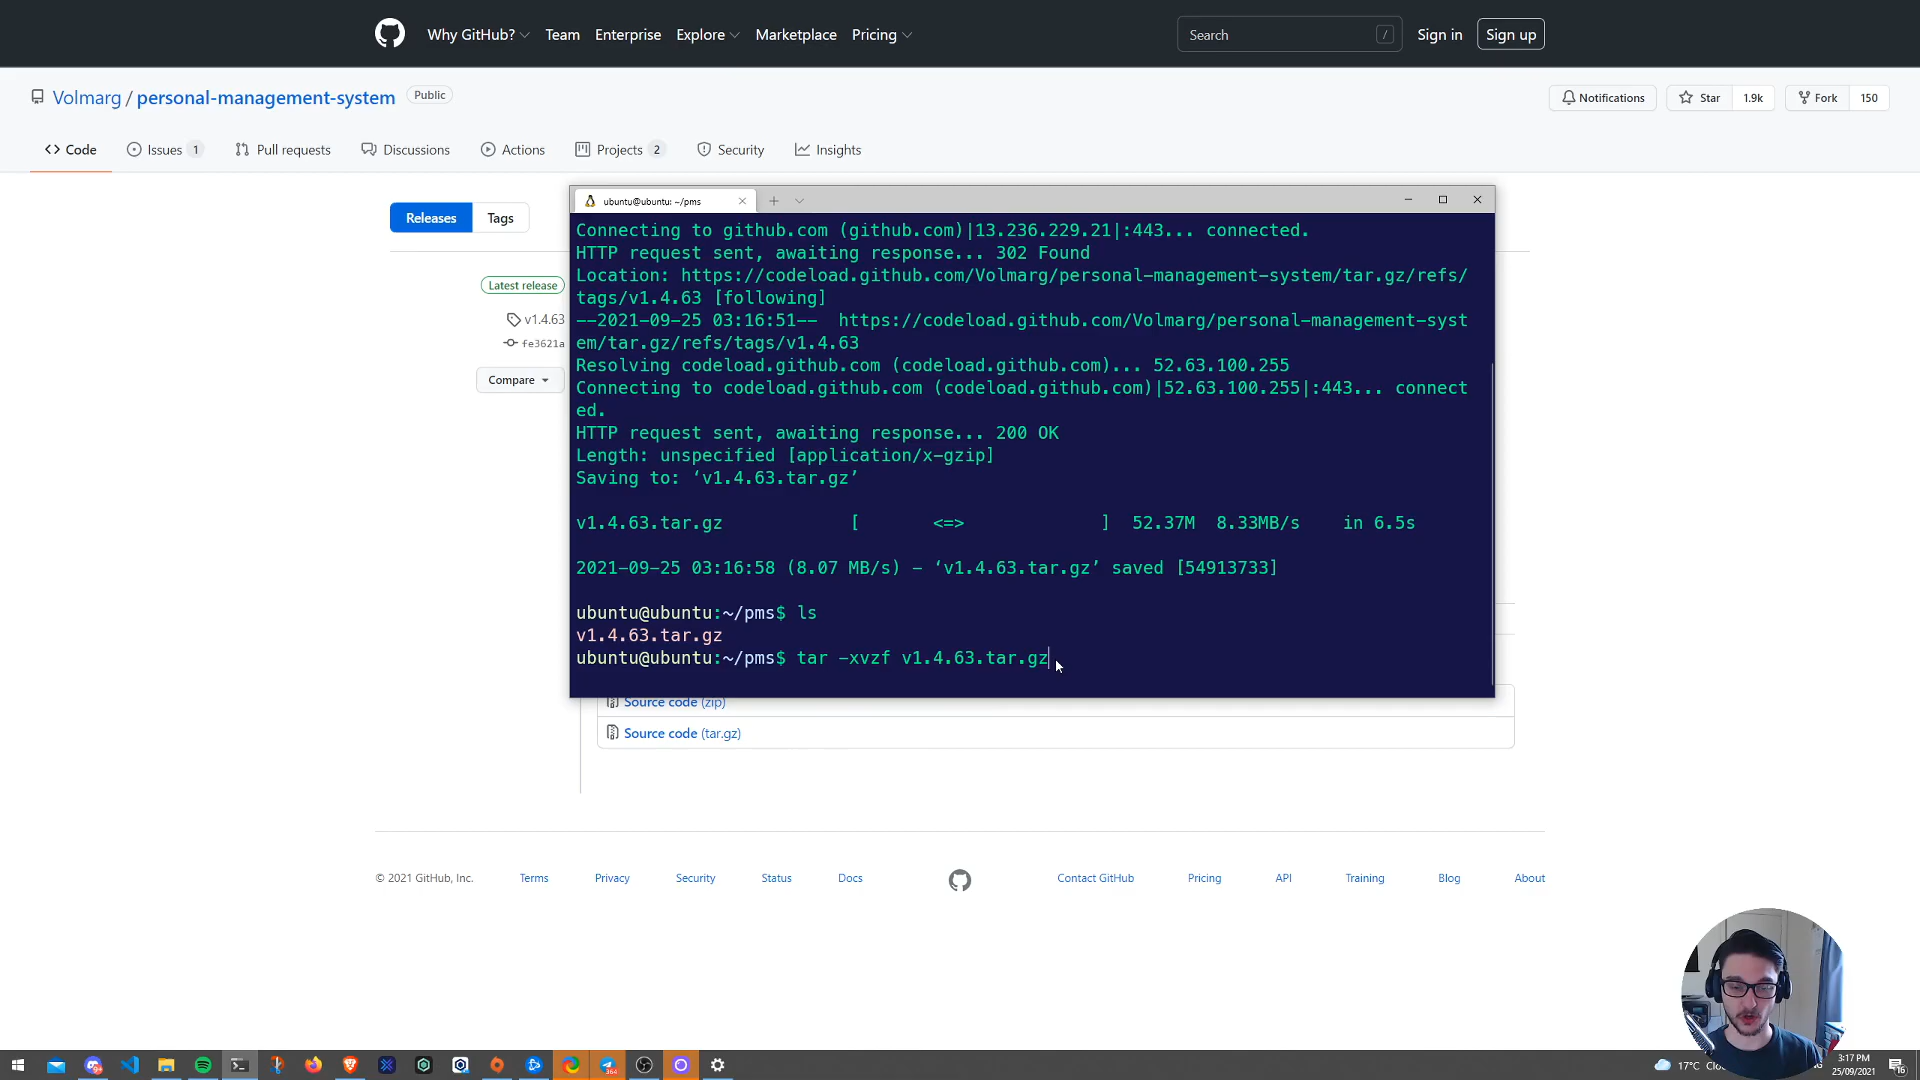 Why GitHub? Team Enterprise Explore Marketplace Pricing Search / Sign in Sign up
Volmarg / personal-management-system Public
Notifications Star 1.9k Fork 150
Code Issues 1 Pull requests Discussions Actions Projects 2 Security Insights
Releases Tags
Latest release
v1.4.63
fe3621a
Compare
ubuntu@ubuntu: ~/pms
Connecting to github.com (github.com)|13.236.229.21|:443... connected.
HTTP request sent, awaiting response... 302 Found
Location: https://codeload.github.com/Volmarg/personal-management-system/tar.gz/refs/
tags/v1.4.63 [following]
--2021-09-25 03:16:51--  https://codeload.github.com/Volmarg/personal-management-syst
em/tar.gz/refs/tags/v1.4.63
Resolving codeload.github.com (codeload.github.com)... 52.63.100.255
Connecting to codeload.github.com (codeload.github.com)|52.63.100.255|:443... connect
ed.
HTTP request sent, awaiting response... 200 OK
Length: unspecified [application/x-gzip]
Saving to: ‘v1.4.63.tar.gz’
v1.4.63.tar.gz [ <=> ] 52.37M 8.33MB/s in 6.5s
2021-09-25 03:16:58 (8.07 MB/s) - ‘v1.4.63.tar.gz’ saved [54913733]
ubuntu@ubuntu:~/pms$ ls
v1.4.63.tar.gz
ubuntu@ubuntu:~/pms$ tar -xvzf v1.4.63.tar.gz
Source code (zip)
Source code (tar.gz)
© 2021 GitHub, Inc. Terms Privacy Security Status Docs Contact GitHub Pricing API Training Blog About
17°C
3:17 PM
25/09/2021